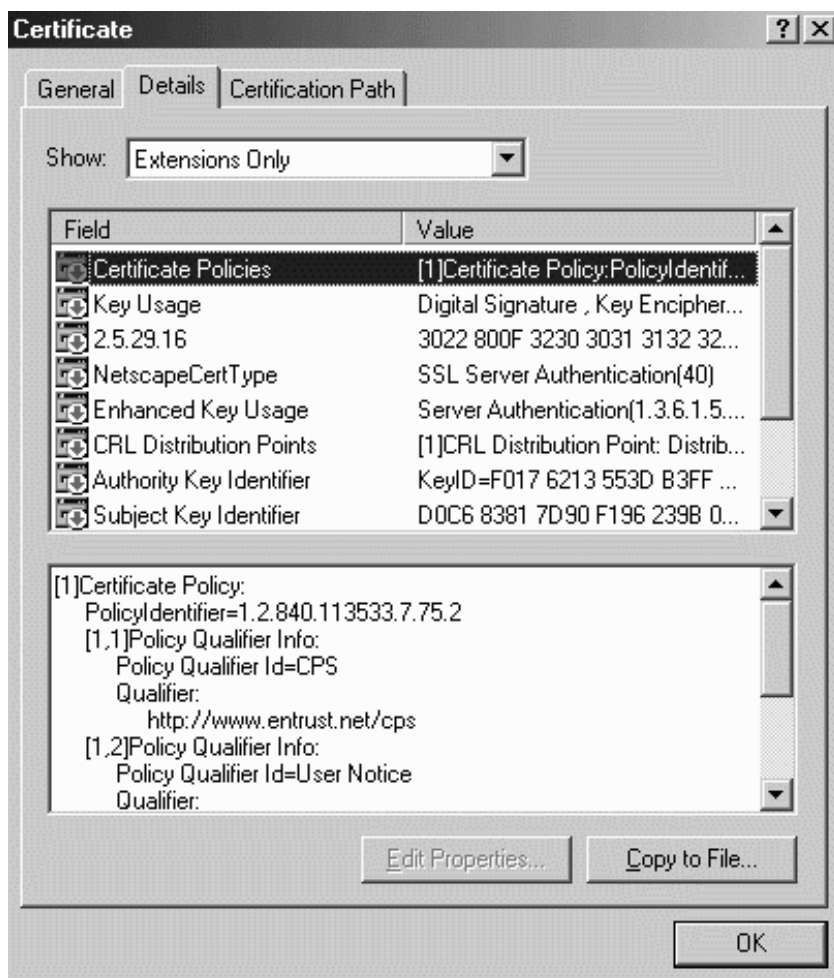 Certificate
General Details Certification Path
Show: Extensions Only
Field Value
Certificate Policies [1]Certificate Policy:PolicyIdentif...
Key Usage Digital Signature , Key Encipher...
2.5.29.16 3022 800F 3230 3031 3132 32...
NetscapeCertType SSL Server Authentication(40)
Enhanced Key Usage Server Authentication(1.3.6.1.5....
CRL Distribution Points [1]CRL Distribution Point: Distrib...
Authority Key Identifier KeyID=F017 6213 553D B3FF ...
Subject Key Identifier D0C6 8381 7D90 F196 239B 0...
[1]Certificate Policy:
PolicyIdentifier=1.2.840.113533.7.75.2
[1,1]Policy Qualifier Info:
Policy Qualifier Id=CPS
Qualifier:
http://www.entrust.net/cps
[1,2]Policy Qualifier Info:
Policy Qualifier Id=User Notice
Qualifier:
Edit Properties... Copy to File...
OK